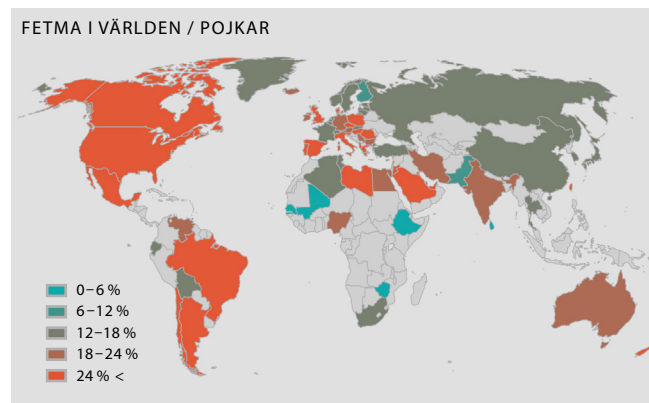 FETMA I VÄRLDEN / POJKAR
0–6 %
6–12 %
12–18 %
18–24 %
24 % <